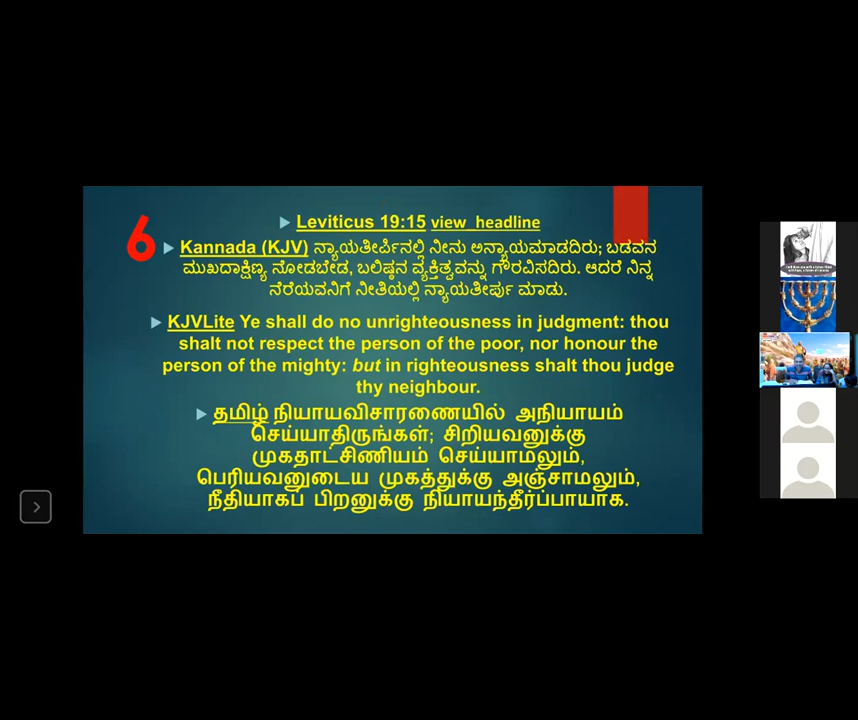 6
Leviticus 19:15 view_headline
Kannada (KJV) ನ್ಯಾಯತೀರ್ಪಿನಲ್ಲಿ ನೀನು ಅನ್ಯಾಯಮಾಡದಿರು; ಬಡವನ
ಮುಖದಾಕ್ಷಿಣ್ಯ ನೋಡಬೇಡ, ಬಲಿಷ್ಠನ ವ್ಯಕ್ತಿತ್ವವನ್ನು ಗೌರವಿಸದಿರು. ಆದರೆ ನಿನ್ನ
ನೆರೆಯವನಿಗೆ ನೀತಿಯಲ್ಲಿ ನ್ಯಾಯತೀರ್ಪು ಮಾಡು.
KJVLite Ye shall do no unrighteousness in judgment: thou
shalt not respect the person of the poor, nor honour the
person of the mighty: but in righteousness shalt thou judge
thy neighbour.
தமிழ் நியாயவிசாரணையில் அநியாயம்
செய்யாதிருங்கள்; சிறியவனுக்கு
முகதாட்சிணியம் செய்யாமலும்,
பெரியவனுடைய முகத்துக்கு அஞ்சாமலும்,
நீதியாகப் பிறனுக்கு நியாயந்தீர்ப்பாயாக.